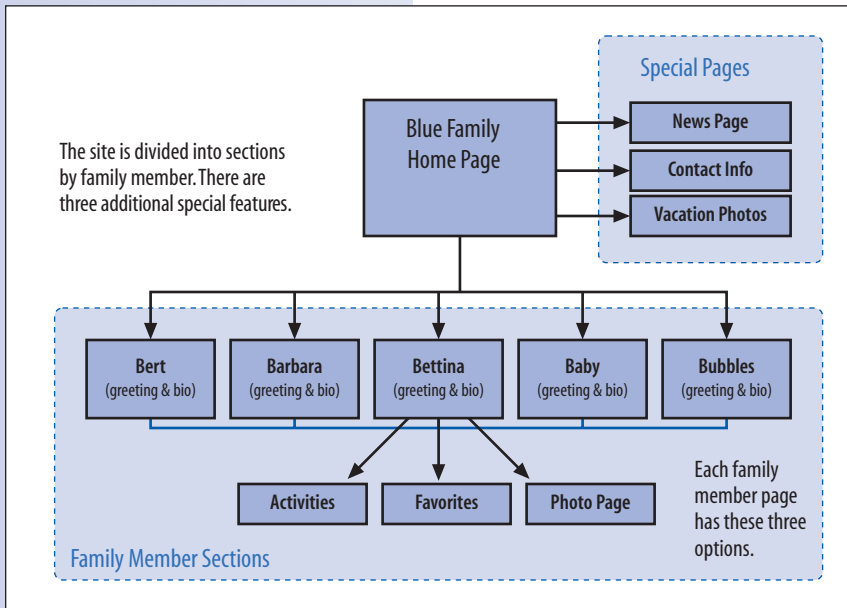 Special Pages
Blue Family
Home Page
News Page
Contact Info
Vacation Photos
The site is divided into sections
by family member. There are
three additional special features.
Bert
(greeting & bio)
Barbara
(greeting & bio)
Bettina
(greeting & bio)
Baby
(greeting & bio)
Bubbles
(greeting & bio)
Activities
Favorites
Photo Page
Each family
member page
has these three
options.
Family Member Sections